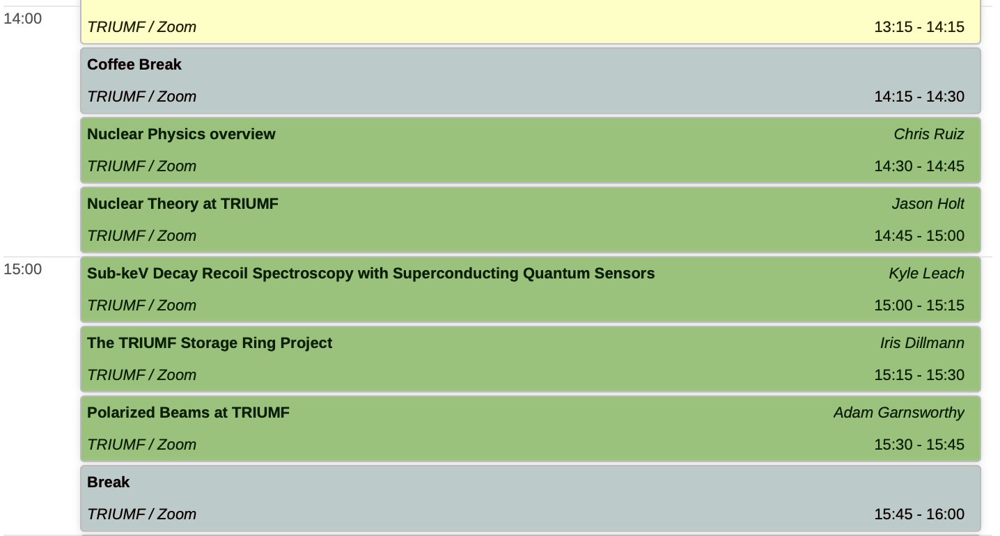 14:00
TRIUMF / Zoom 13:15 - 14:15
Coffee Break
TRIUMF / Zoom 14:15 - 14:30
Nuclear Physics overview Chris Ruiz
TRIUMF / Zoom 14:30 - 14:45
Nuclear Theory at TRIUMF Jason Holt
TRIUMF / Zoom 14:45 - 15:00
15:00
Sub-keV Decay Recoil Spectroscopy with Superconducting Quantum Sensors Kyle Leach
TRIUMF / Zoom 15:00 - 15:15
The TRIUMF Storage Ring Project Iris Dillmann
TRIUMF / Zoom 15:15 - 15:30
Polarized Beams at TRIUMF Adam Garnsworthy
TRIUMF / Zoom 15:30 - 15:45
Break
TRIUMF / Zoom 15:45 - 16:00